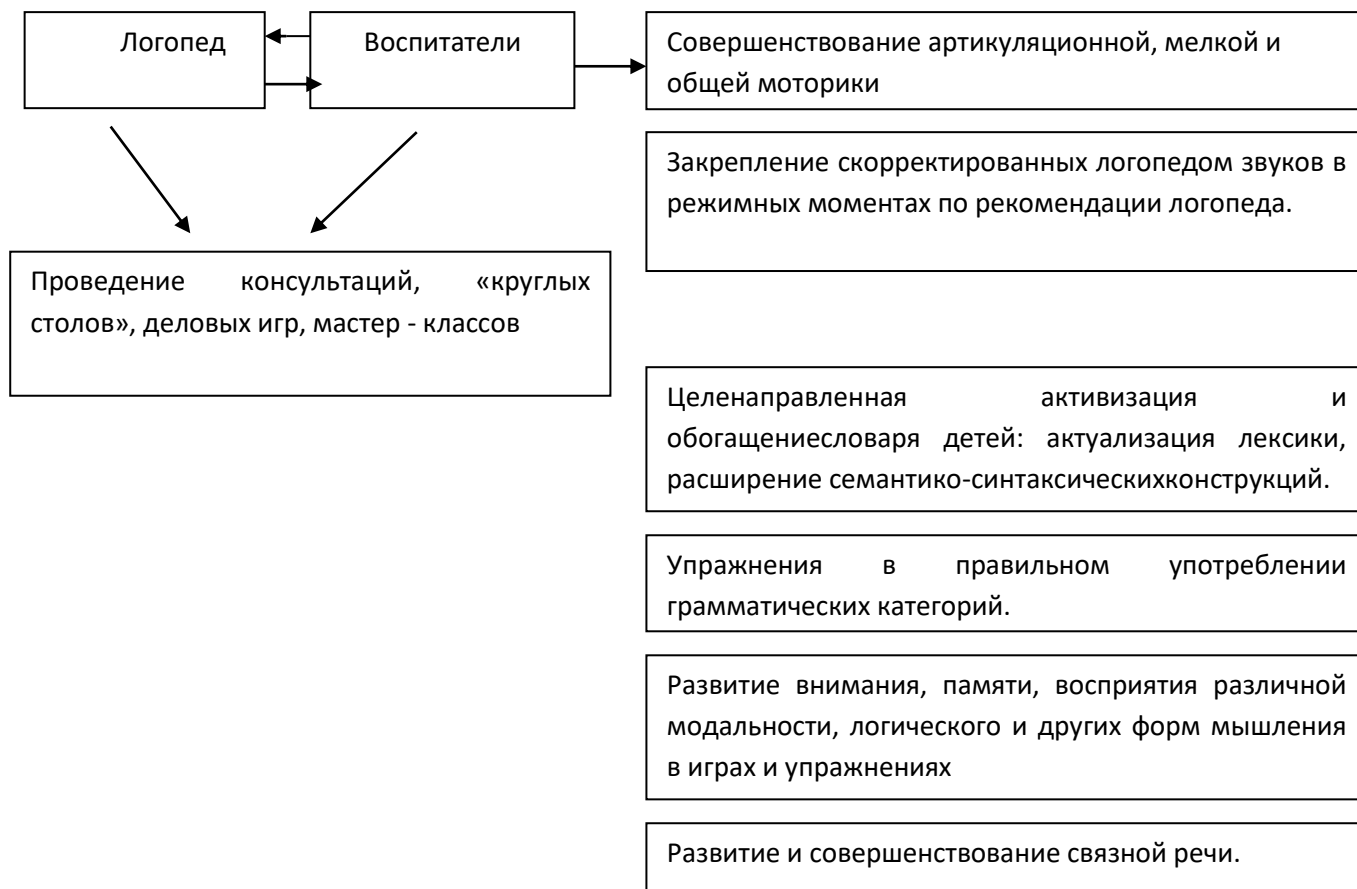 Логопед
Воспитатели
Совершенствование артикуляционной, мелкой и
общей моторики
Закрепление скорректированных логопедом звуков в
режимных моментах по рекомендации логопеда.
Проведение консультаций, «круглых
столов», деловых игр, мастер - классов
Целенаправленная активизация и
обогащениесловаря детей: актуализация лексики,
расширение семантико-синтаксическихконструкций.
Упражнения в правильном употреблении
грамматических категорий.
Развитие внимания, памяти, восприятия различной
модальности, логического и других форм мышления
в играх и упражнениях
Развитие и совершенствование связной речи.